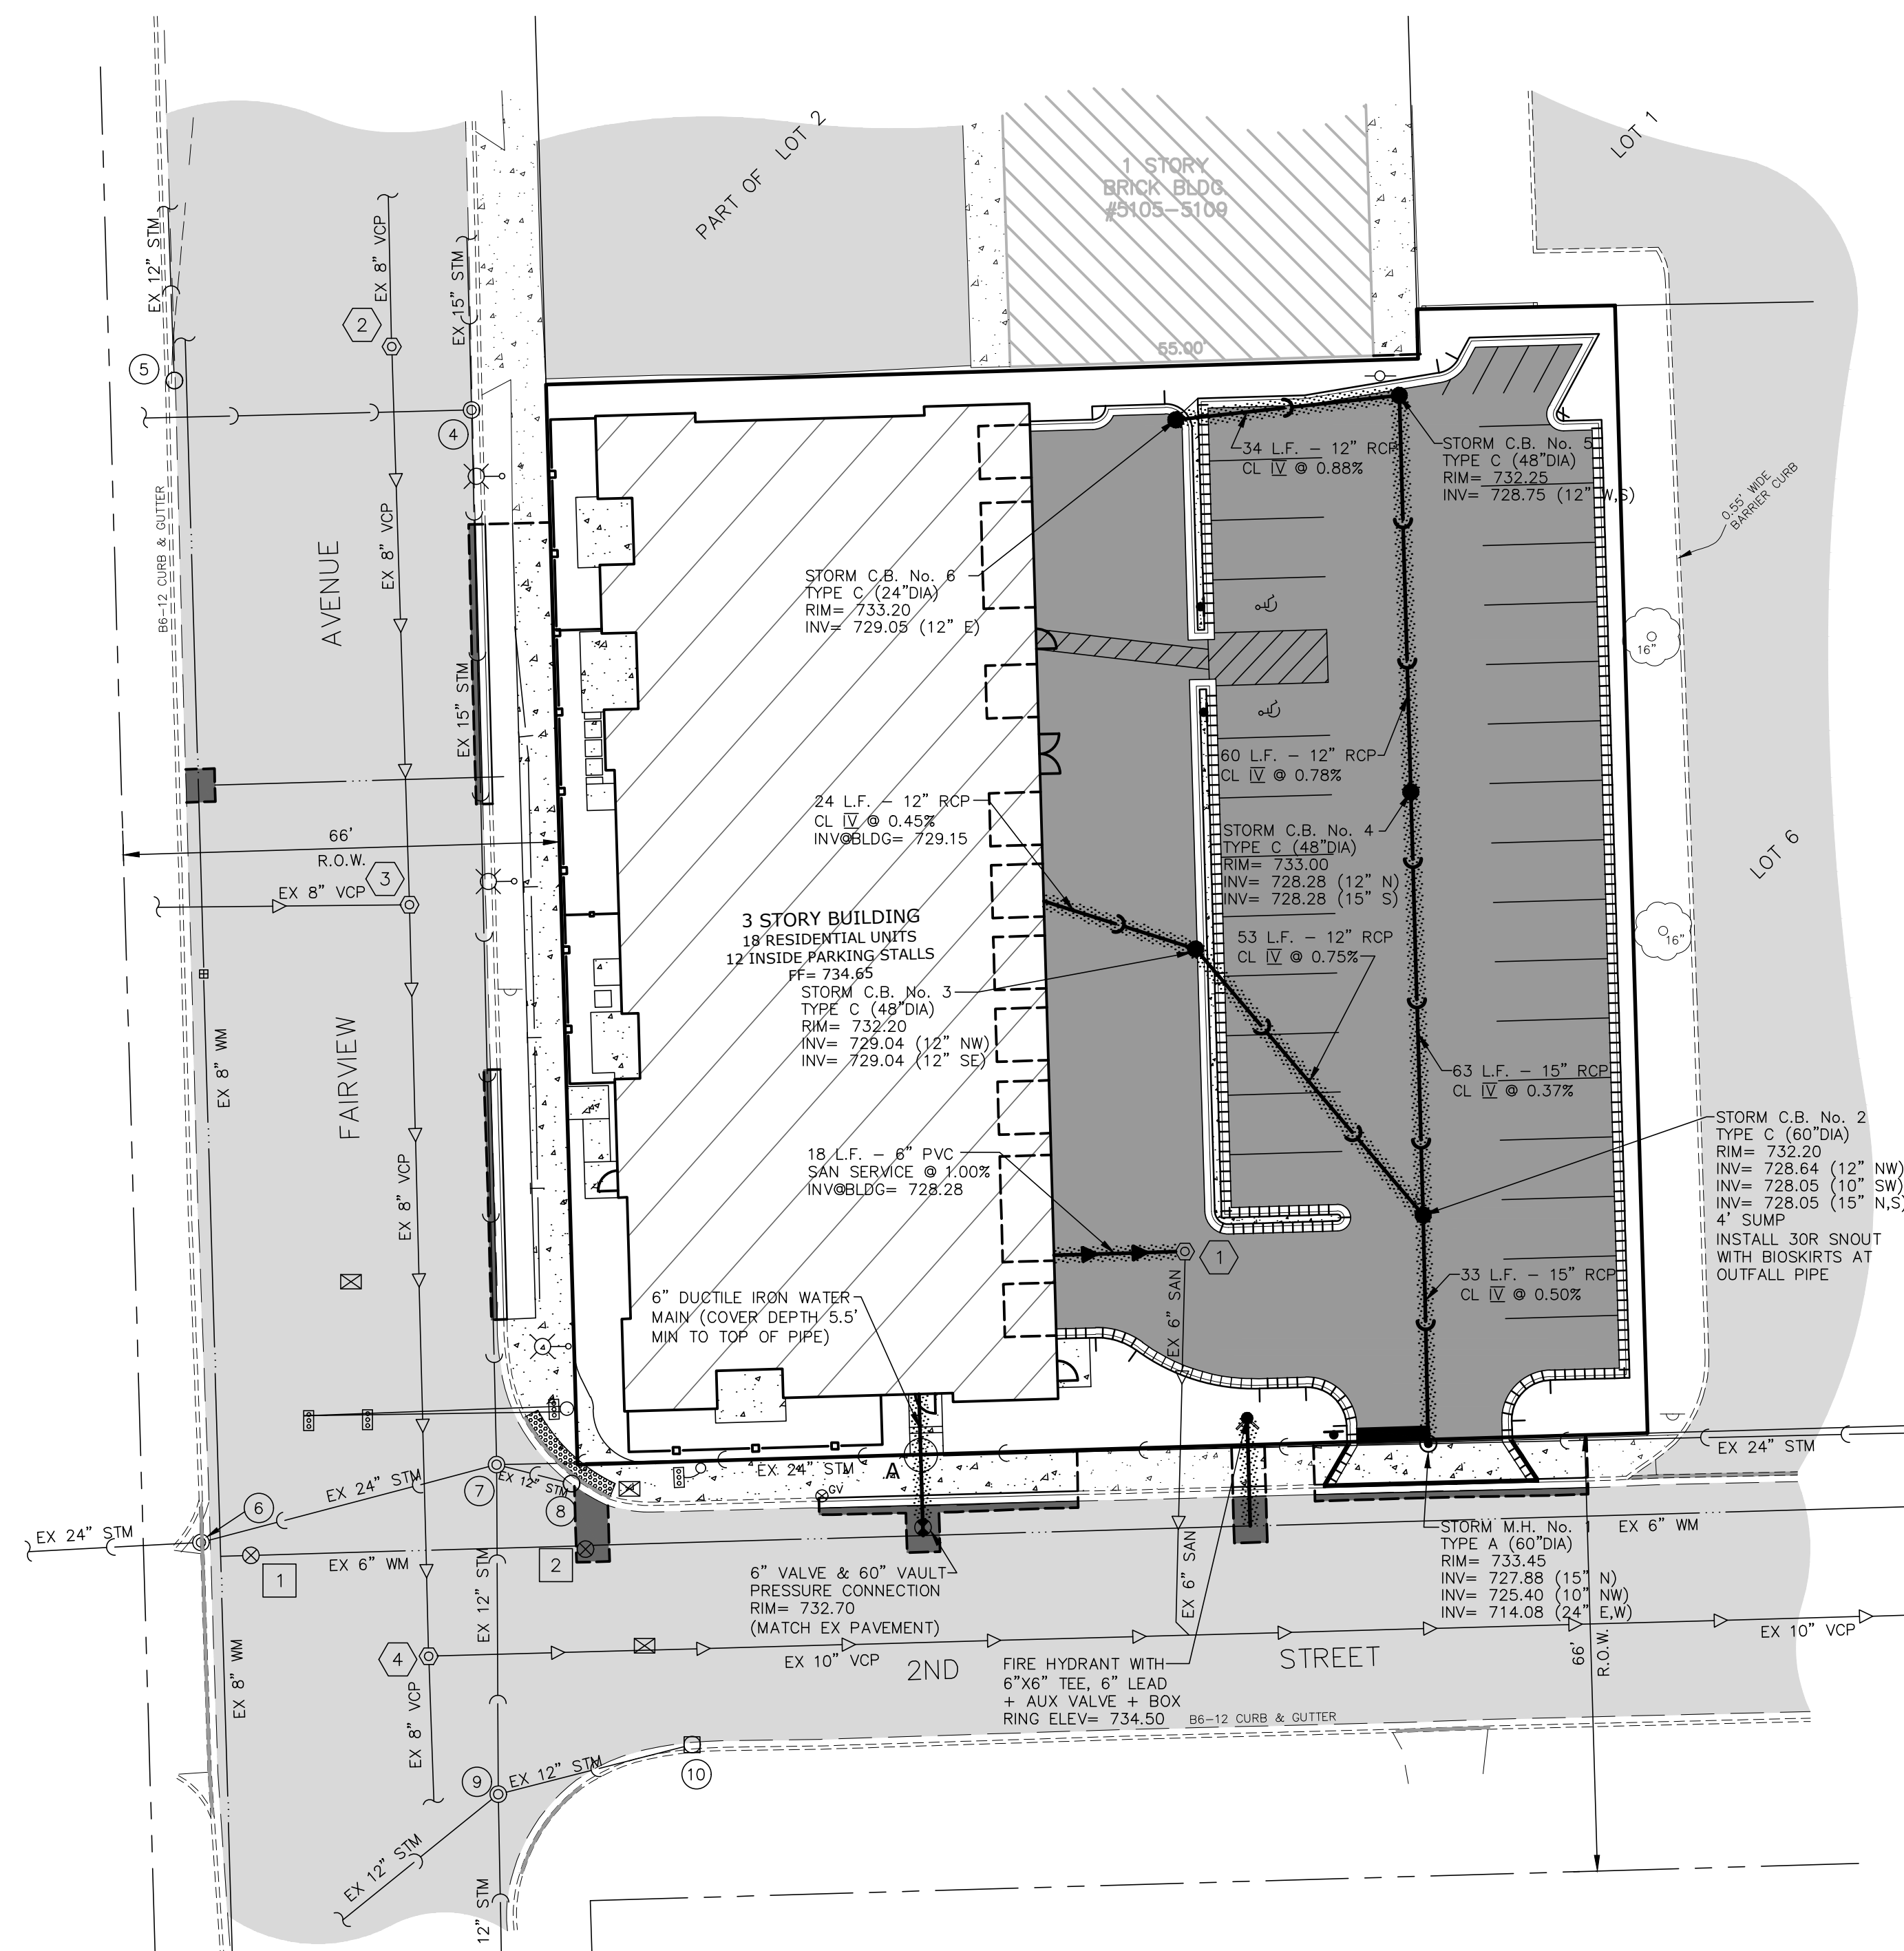 PART OF LOT 2
1 STORY
BRICK BLDG.
#5105-5109
55.00'
LOT 1
EX 12" STM
EX 8" VCP
EX 15" STM
2
5
4
B6-12 CURB & GUTTER
AVENUE
EX 8" VCP
EX 15" STM
34 L.F. - 12" RCP
CL IV @ 0.88%
STORM C.B. No. 5
TYPE C (48"DIA)
RIM= 732.25
INV= 728.75 (12" W,S)
0.55' WIDE
BARRIER CURB
STORM C.B. No. 6
TYPE C (24"DIA)
RIM= 733.20
INV= 729.05 (12" E)
16"
60 L.F. - 12" RCP
CL IV @ 0.78%
24 L.F. - 12" RCP
CL IV @ 0.45%
INV@BLDG= 729.15
STORM C.B. No. 4
TYPE C (48"DIA)
RIM= 733.00
INV= 728.28 (12" N)
INV= 728.28 (15" S)
LOT 6
66'
R.O.W.
3
EX 8" VCP
3 STORY BUILDING
18 RESIDENTIAL UNITS
12 INSIDE PARKING STALLS
FF= 734.65
STORM C.B. No. 3
TYPE C (48"DIA)
RIM= 732.20
INV= 729.04 (12" NW)
INV= 729.04 (12" SE)
53 L.F. - 12" RCP
CL IV @ 0.75%
16"
FAIRVIEW
EX 8" WM
EX 8" VCP
63 L.F. - 15" RCP
CL IV @ 0.37%
STORM C.B. No. 2
TYPE C (60"DIA)
RIM= 732.20
INV= 728.64 (12" NW)
INV= 728.05 (10" SW)
INV= 728.05 (15" N,S)
4' SUMP
INSTALL 30R SNOUT
WITH BIOSKIRTS AT
OUTFALL PIPE
18 L.F. - 6" PVC
SAN SERVICE @ 1.00%
INV@BLDG= 728.28
1
33 L.F. - 15" RCP
CL IV @ 0.50%
6" DUCTILE IRON WATER
MAIN (COVER DEPTH 5.5'
MIN TO TOP OF PIPE)
EX 6" SAN
EX 24" STM
EX 24" STM
A
GV
EX 24" STM
7
EX 12" STM
8
6
EX 24" STM
1
EX 6" WM
2
EX 12" STM
6" VALVE & 60" VAULT
PRESSURE CONNECTION
RIM= 732.70
(MATCH EX PAVEMENT)
EX 6" SAN
STORM M.H. No. 1
TYPE A (60"DIA)
RIM= 733.45
INV= 727.88 (15" N)
INV= 725.40 (10" NW)
INV= 714.08 (24" E,W)
EX 6" WM
4
EX 8" WM
EX 8" VCP
EX 10" VCP
2ND
STREET
EX 10" VCP
66'
R.O.W.
FIRE HYDRANT WITH
6"X6" TEE, 6" LEAD
+ AUX VALVE + BOX
RING ELEV= 734.50
B6-12 CURB & GUTTER
9
EX 12" STM
10
EX 12" STM
12" STM